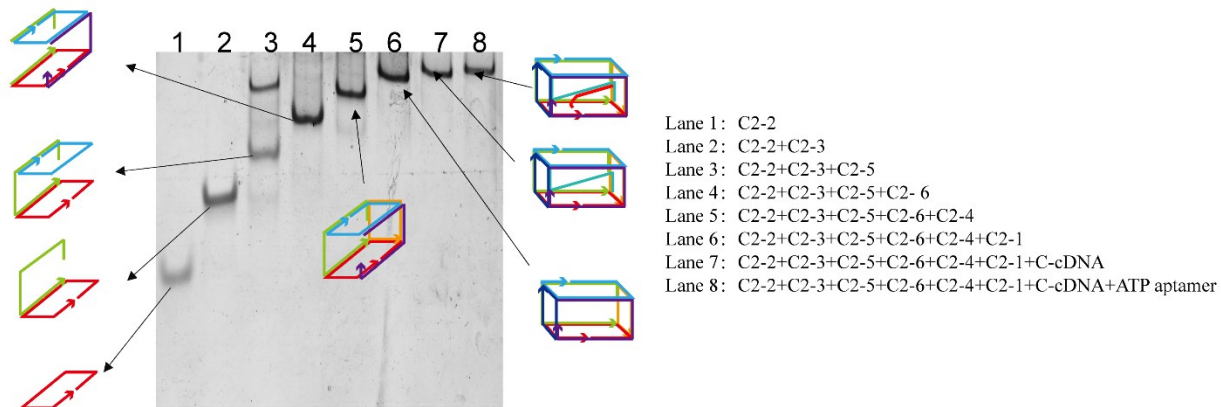 1 2 3 4 5 6 7 8
Lane 1: C2-2
Lane 2: C2-2+C2-3
Lane 3: C2-2+C2-3+C2-5
Lane 4: C2-2+C2-3+C2-5+C2- 6
Lane 5: C2-2+C2-3+C2-5+C2-6+C2-4
Lane 6: C2-2+C2-3+C2-5+C2-6+C2-4+C2-1
Lane 7: C2-2+C2-3+C2-5+C2-6+C2-4+C2-1+C-cDNA
Lane 8: C2-2+C2-3+C2-5+C2-6+C2-4+C2-1+C-cDNA+ATP aptamer